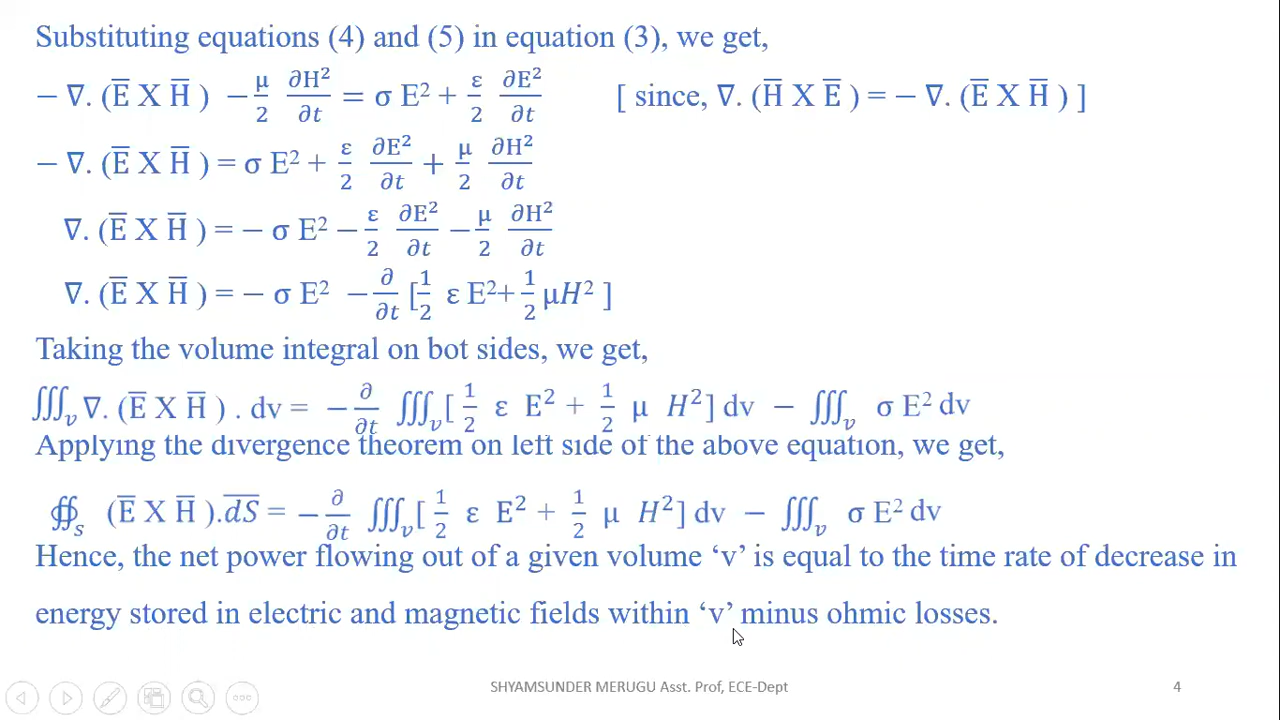 Substituting equations (4) and (5) in equation (3), we get,
− ∇. (E̅ X H̅ ) − μ/2 ∂H²/∂t = σ E² + ε/2 ∂E²/∂t [ since, ∇. (H̅ X E̅ ) = − ∇. (E̅ X H̅ ) ]
− ∇. (E̅ X H̅ ) = σ E² + ε/2 ∂E²/∂t + μ/2 ∂H²/∂t
∇. (E̅ X H̅ ) = − σ E² − ε/2 ∂E²/∂t − μ/2 ∂H²/∂t
∇. (E̅ X H̅ ) = − σ E² − ∂/∂t [1/2 ε E² + 1/2 μH² ]
Taking the volume integral on bot sides, we get,
∭ᵥ ∇. (E̅ X H̅ ) . dv = − ∂/∂t ∭ᵥ[ 1/2 ε E² + 1/2 μ H²] dv − ∭ᵥ σ E² dv
Applying the divergence theorem on left side of the above equation, we get,
∯ₛ (E̅ X H̅ ).d̅S̅ = − ∂/∂t ∭ᵥ[ 1/2 ε E² + 1/2 μ H²] dv − ∭ᵥ σ E² dv
Hence, the net power flowing out of a given volume ‘v’ is equal to the time rate of decrease in
energy stored in electric and magnetic fields within ‘v’ minus ohmic losses.
SHYAMSUNDER MERUGU Asst. Prof, ECE-Dept 4